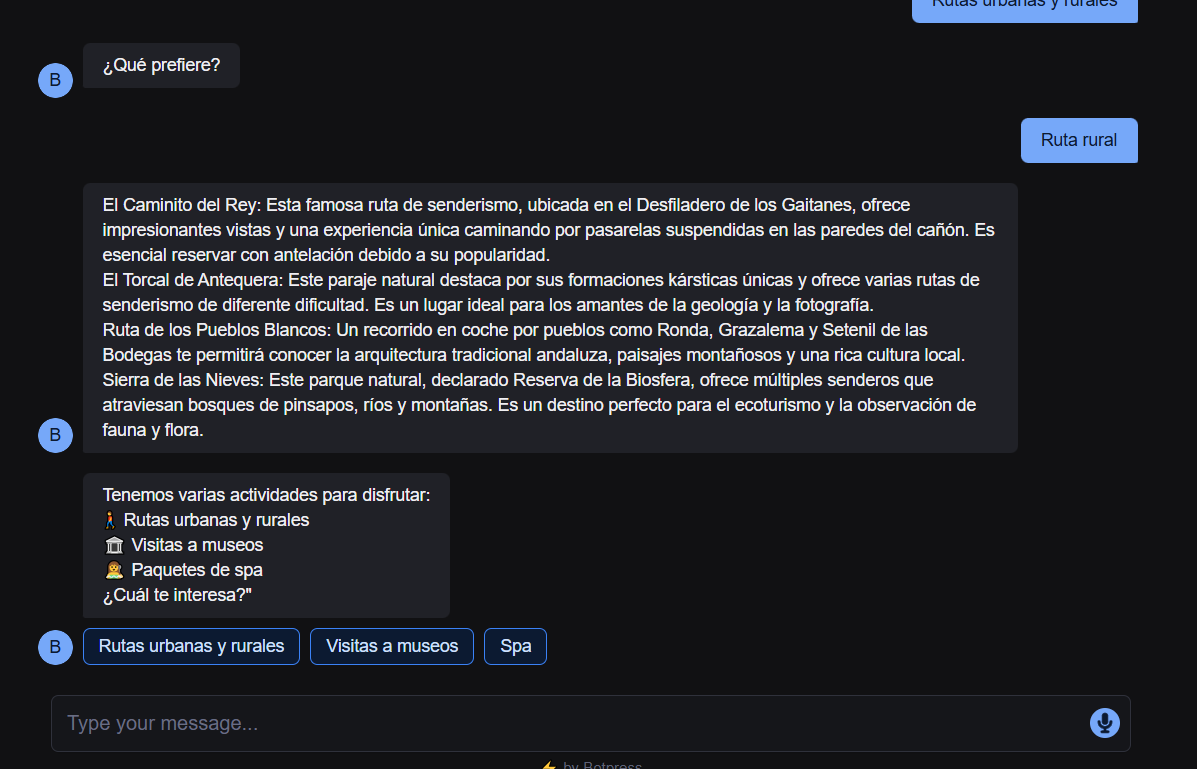 Rutas urbanas y rurales
¿Qué prefiere?
B
Ruta rural
El Caminito del Rey: Esta famosa ruta de senderismo, ubicada en el Desfiladero de los Gaitanes, ofrece
impresionantes vistas y una experiencia única caminando por pasarelas suspendidas en las paredes del cañón. Es
esencial reservar con antelación debido a su popularidad.
El Torcal de Antequera: Este paraje natural destaca por sus formaciones kársticas únicas y ofrece varias rutas de
senderismo de diferente dificultad. Es un lugar ideal para los amantes de la geología y la fotografía.
Ruta de los Pueblos Blancos: Un recorrido en coche por pueblos como Ronda, Grazalema y Setenil de las
Bodegas te permitirá conocer la arquitectura tradicional andaluza, paisajes montañosos y una rica cultura local.
Sierra de las Nieves: Este parque natural, declarado Reserva de la Biosfera, ofrece múltiples senderos que
atraviesan bosques de pinsapos, ríos y montañas. Es un destino perfecto para el ecoturismo y la observación de
fauna y flora.
B
Tenemos varias actividades para disfrutar:
🚶 Rutas urbanas y rurales
🏛️ Visitas a museos
💆 Paquetes de spa
¿Cuál te interesa?"
B
Rutas urbanas y rurales
Visitas a museos
Spa
Type your message...
⚡ by Botpress